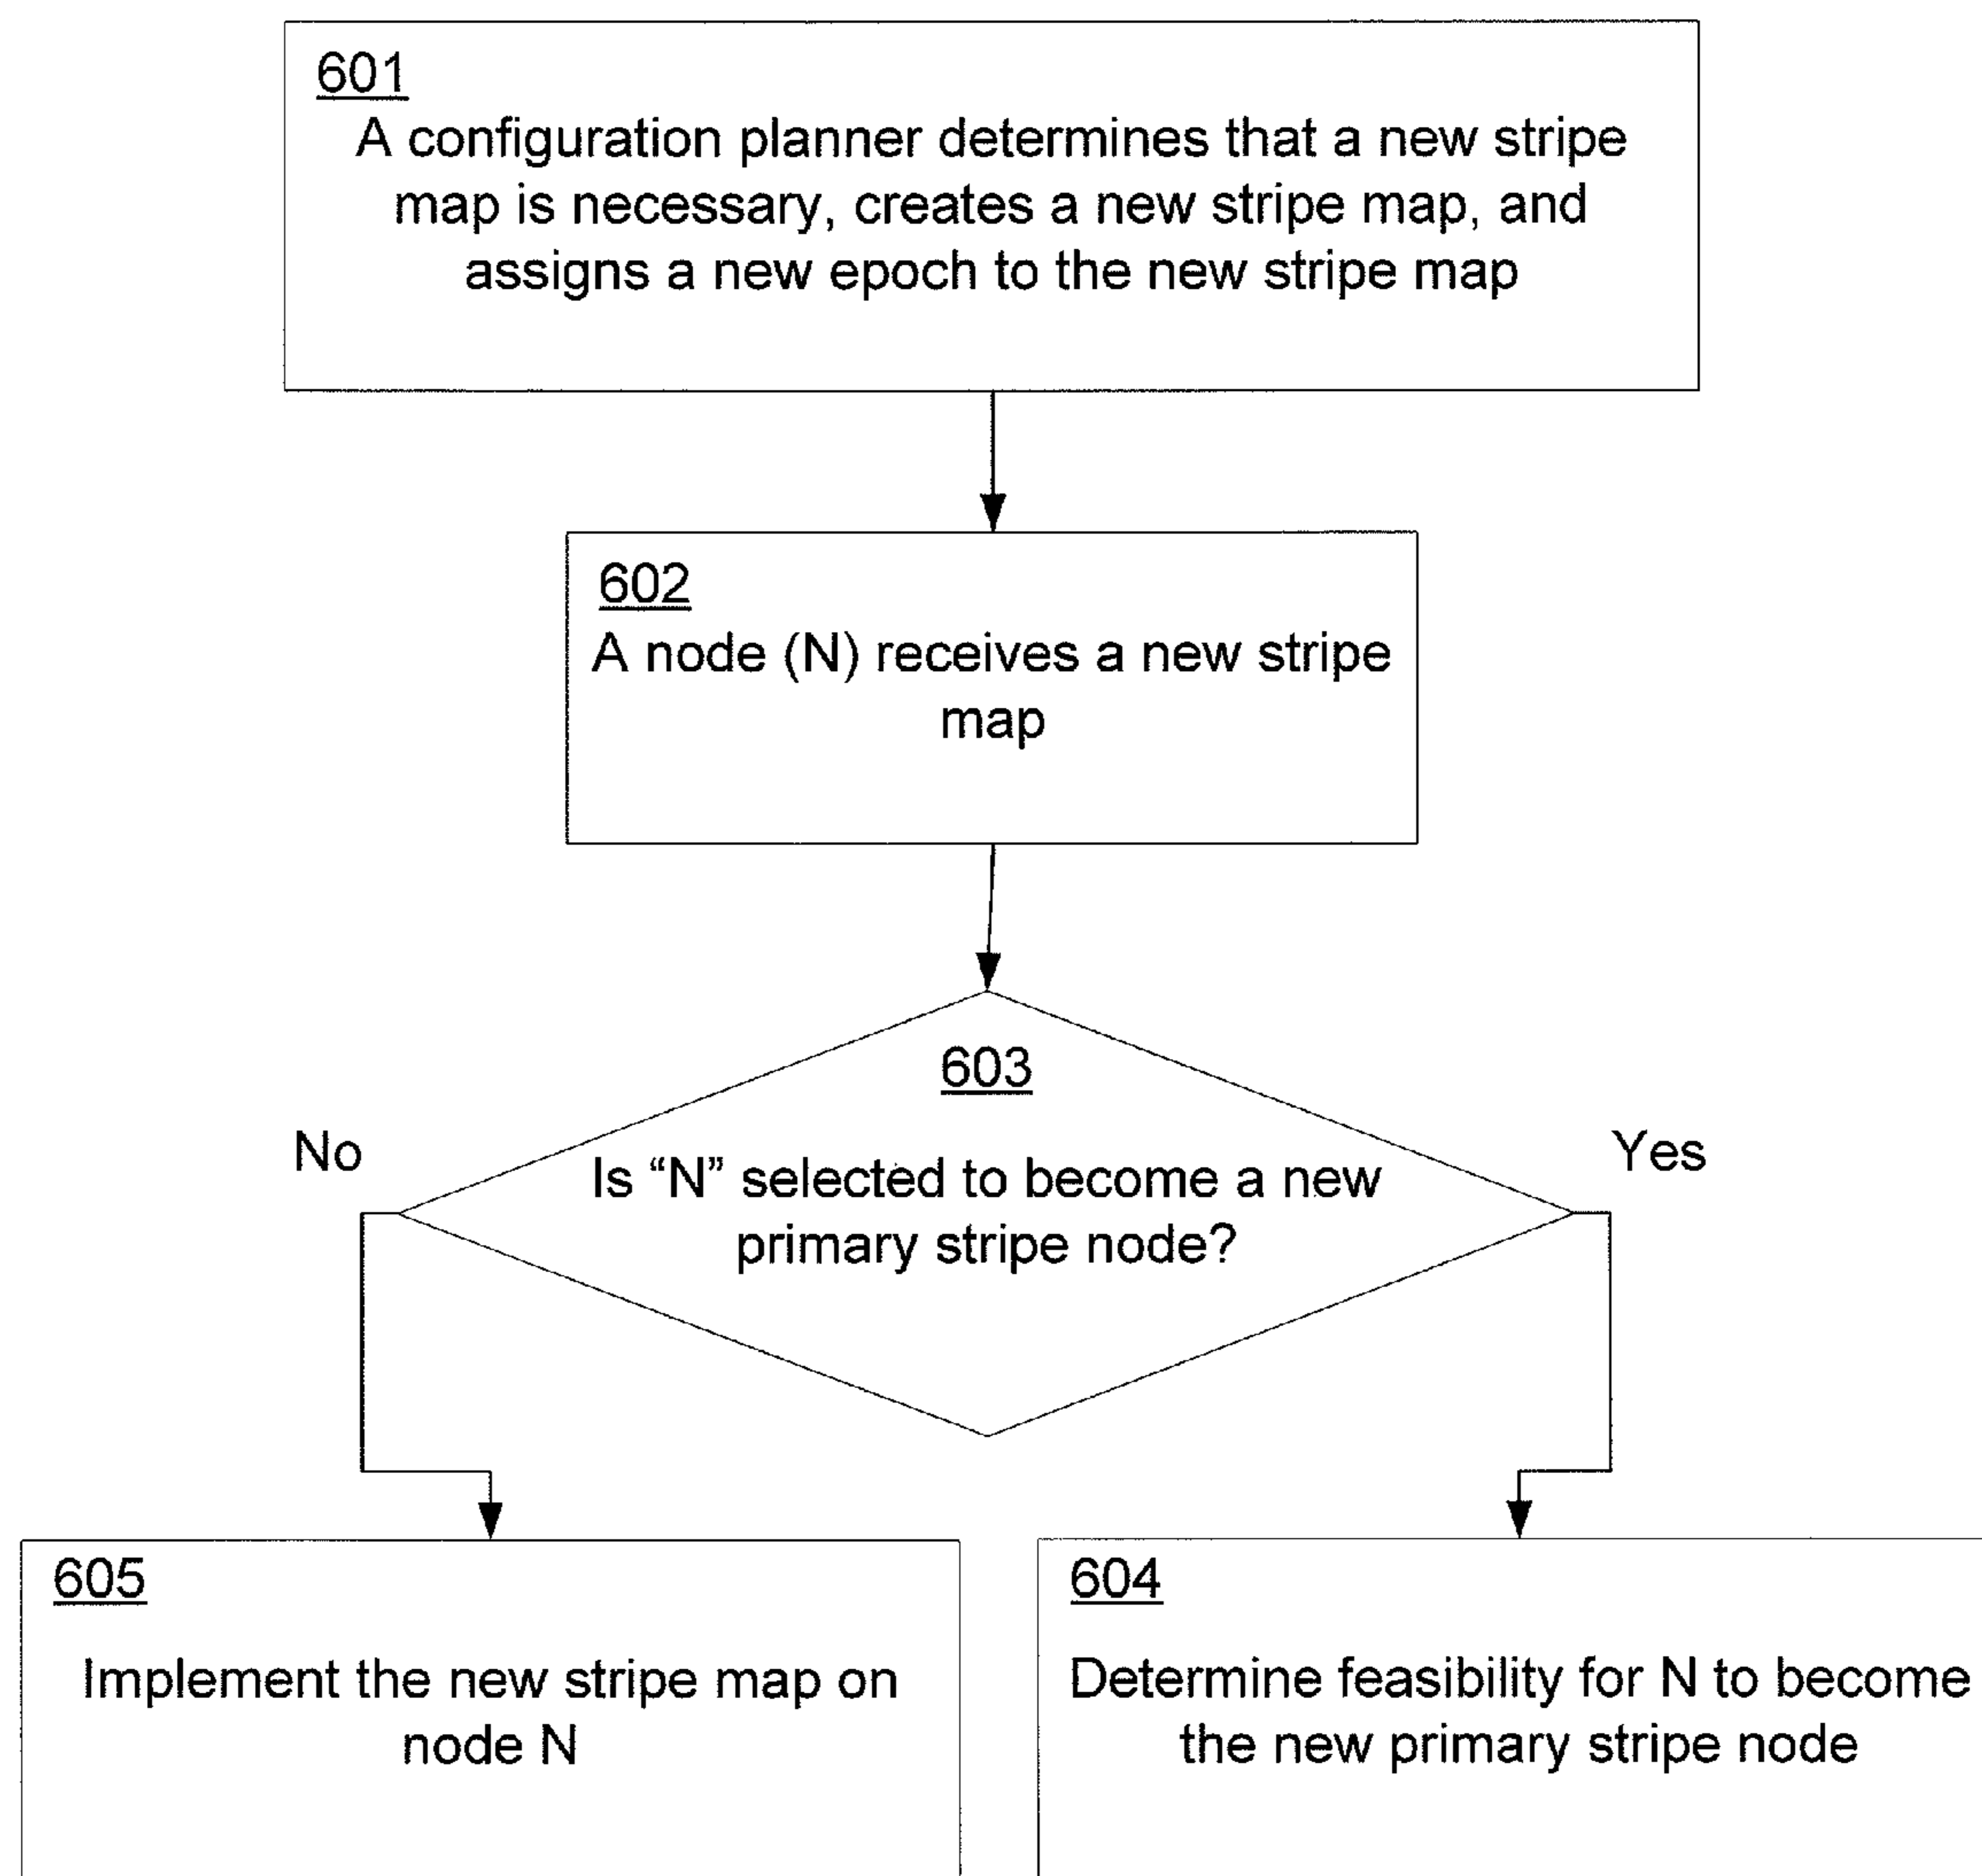 601
A configuration planner determines that a new stripe
map is necessary, creates a new stripe map, and
assigns a new epoch to the new stripe map
602
A node (N) receives a new stripe
map
603
No
Yes
Is “N” selected to become a new
primary stripe node?
605
Implement the new stripe map on
node N
604
Determine feasibility for N to become
the new primary stripe node